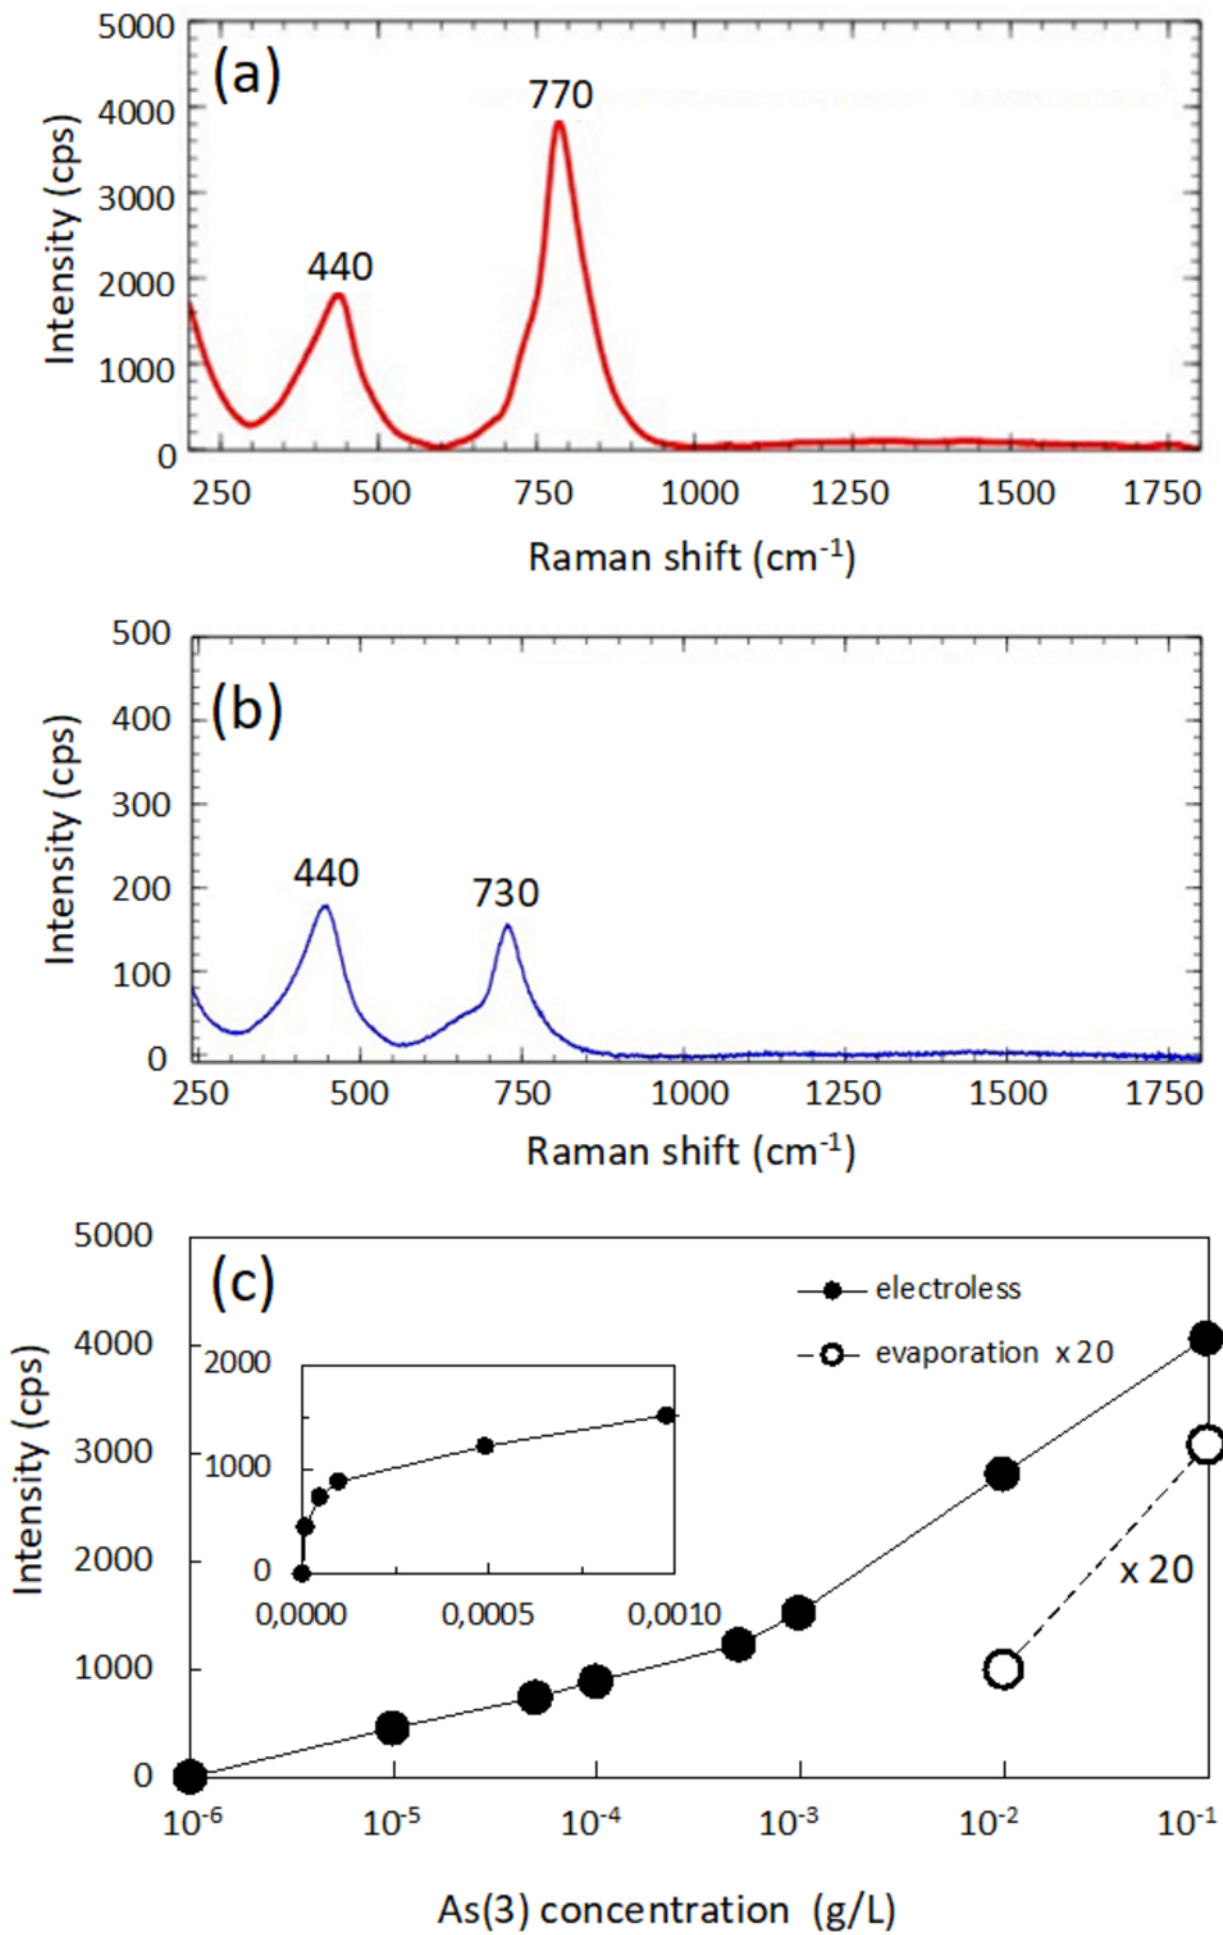 5000
(a)
770
4000
3000
440
2000
1000
0
Intensity (cps)
250 500 750 1000 1250 1500 1750
Raman shift (cm⁻¹)
500
(b)
400
300
440
730
200
100
0
Intensity (cps)
250 500 750 1000 1250 1500 1750
Raman shift (cm⁻¹)
5000
(c)
electroless
evaporation x 20
4000
3000
2000
1000
0
Intensity (cps)
2000
1000
0
0,0000 0,0005 0,0010
x 20
10⁻⁶ 10⁻⁵ 10⁻⁴ 10⁻³ 10⁻² 10⁻¹
As(3) concentration (g/L)